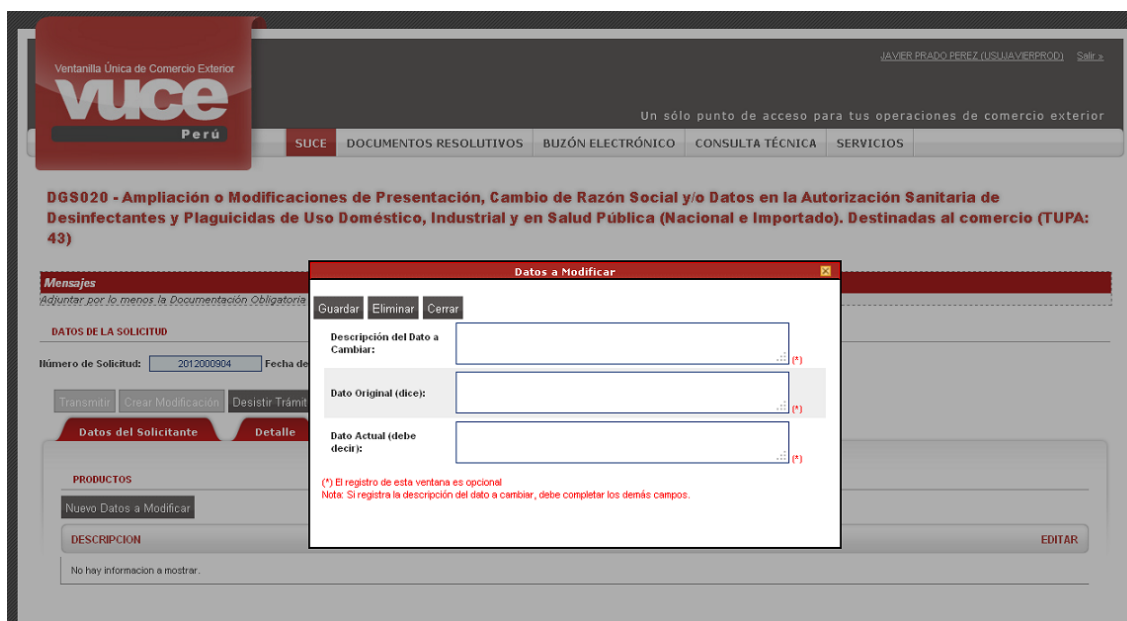 Ventanilla Única de Comercio Exterior
vuce
Perú
JAVIER PRADO PEREZ (USUJAVIERPROD) Salir »
Un sólo punto de acceso para tus operaciones de comercio exterior
SUCE DOCUMENTOS RESOLUTIVOS BUZÓN ELECTRÓNICO CONSULTA TÉCNICA SERVICIOS
DGS020 - Ampliación o Modificaciones de Presentación, Cambio de Razón Social y/o Datos en la Autorización Sanitaria de
Desinfectantes y Plaguicidas de Uso Doméstico, Industrial y en Salud Pública (Nacional e Importado). Destinadas al comercio (TUPA:
43)
Mensajes
Adjuntar por lo menos la Documentación Obligatoria
DATOS DE LA SOLICITUD
Número de Solicitud: 2012000904 Fecha de
Transmitir Crear Modificación Desistir Trámit
Datos del Solicitante Detalle
PRODUCTOS
Nuevo Datos a Modificar
DESCRIPCION EDITAR
No hay informacion a mostrar.
Datos a Modificar
Guardar Eliminar Cerrar
Descripción del Dato a
Cambiar: (*)
Dato Original (dice): (*)
Dato Actual (debe
decir): (*)
(*) El registro de esta ventana es opcional
Nota: Si registra la descripción del dato a cambiar, debe completar los demás campos.